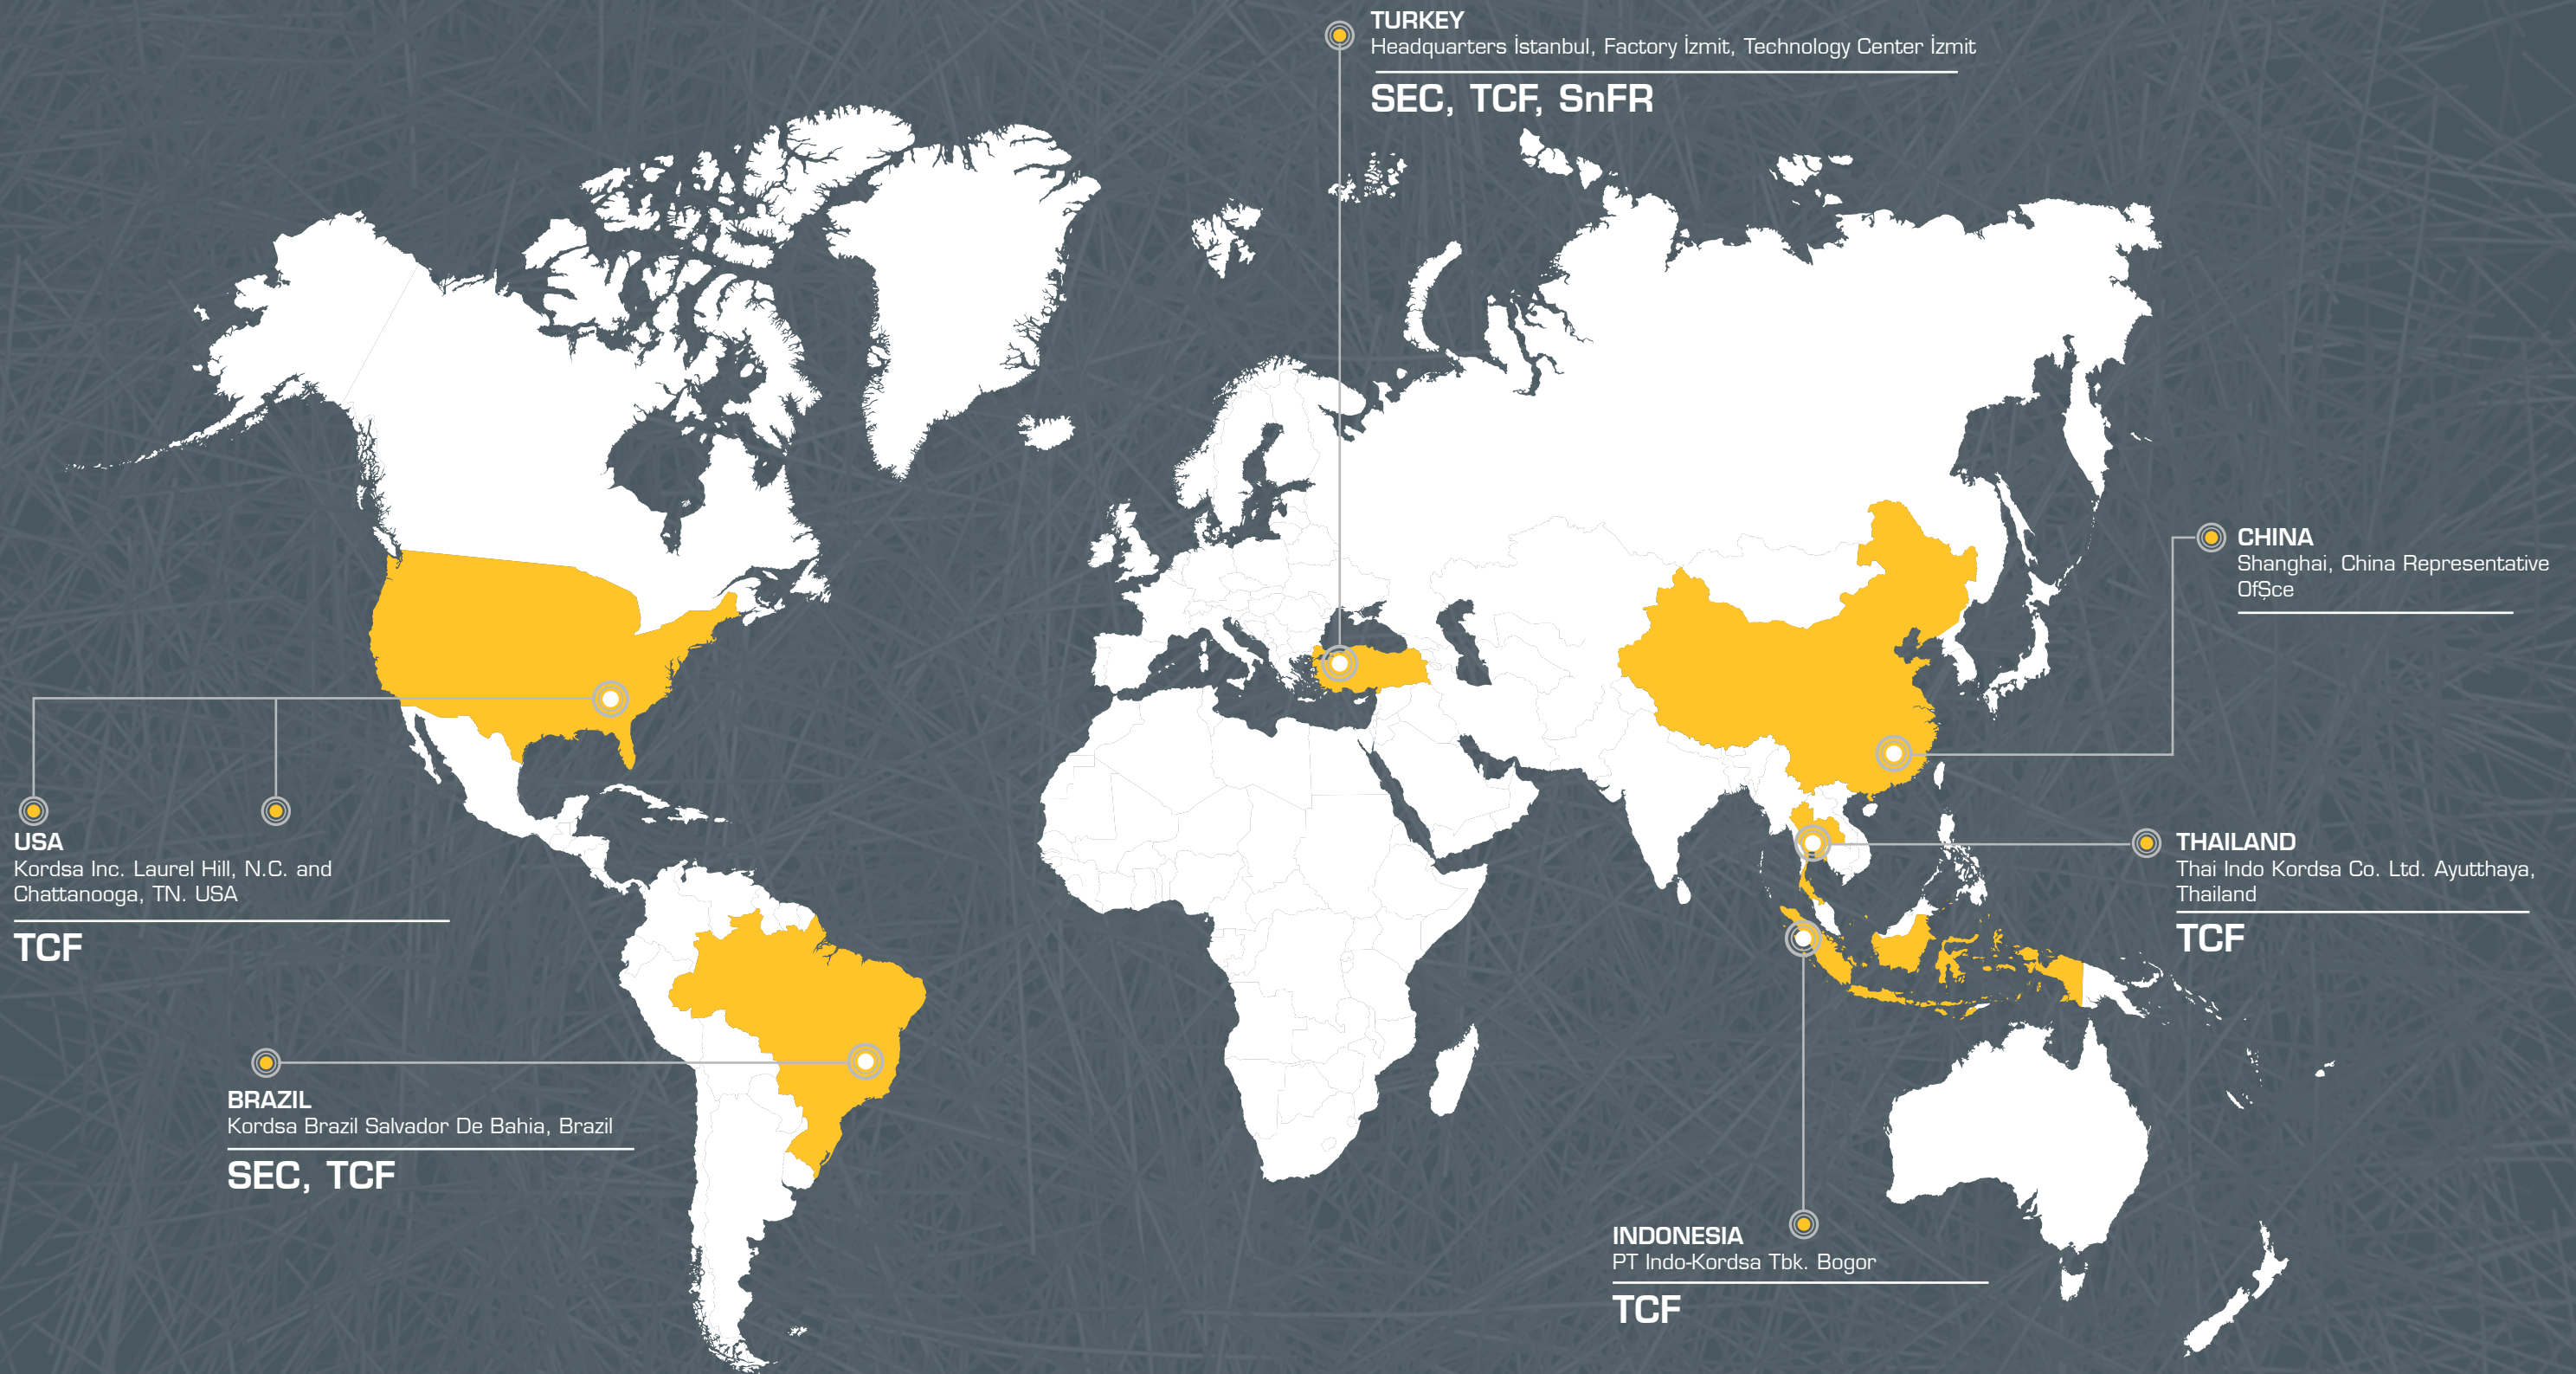 TURKEY
Headquarters İstanbul, Factory İzmit, Technology Center İzmit
SEC, TCF, SnFR
CHINA
Shanghai, China Representative
OfŞce
USA
Kordsa Inc. Laurel Hill, N.C. and
Chattanooga, TN. USA
TCF
THAILAND
Thai Indo Kordsa Co. Ltd. Ayutthaya,
Thailand
TCF
BRAZIL
Kordsa Brazil Salvador De Bahia, Brazil
SEC, TCF
INDONESIA
PT Indo-Kordsa Tbk. Bogor
TCF